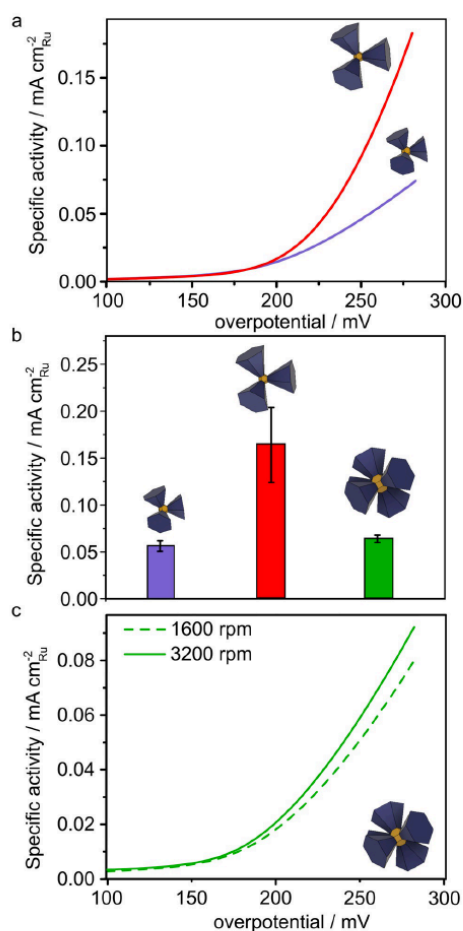 a
Specific activity / mA cm⁻²Ru
0.15
0.10
0.05
0.00
100 150 200 250 300
overpotential / mV
b
Specific activity / mA cm⁻²Ru
0.25
0.20
0.15
0.10
0.05
0.00
c
Specific activity / mA cm⁻²Ru
1600 rpm
3200 rpm
0.08
0.06
0.04
0.02
0.00
100 150 200 250 300
overpotential / mV